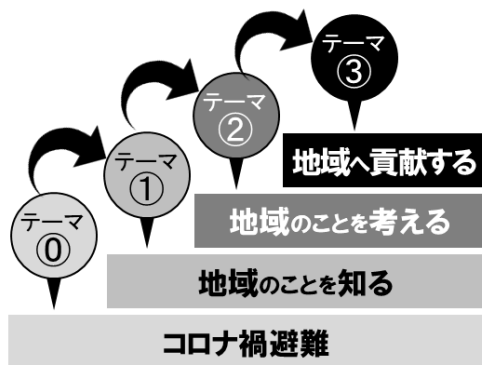 テーマ
③
テーマ
②
地域へ貢献する
テーマ
①
地域のことを考える
テーマ
⓪
地域のことを知る
コロナ禍避難